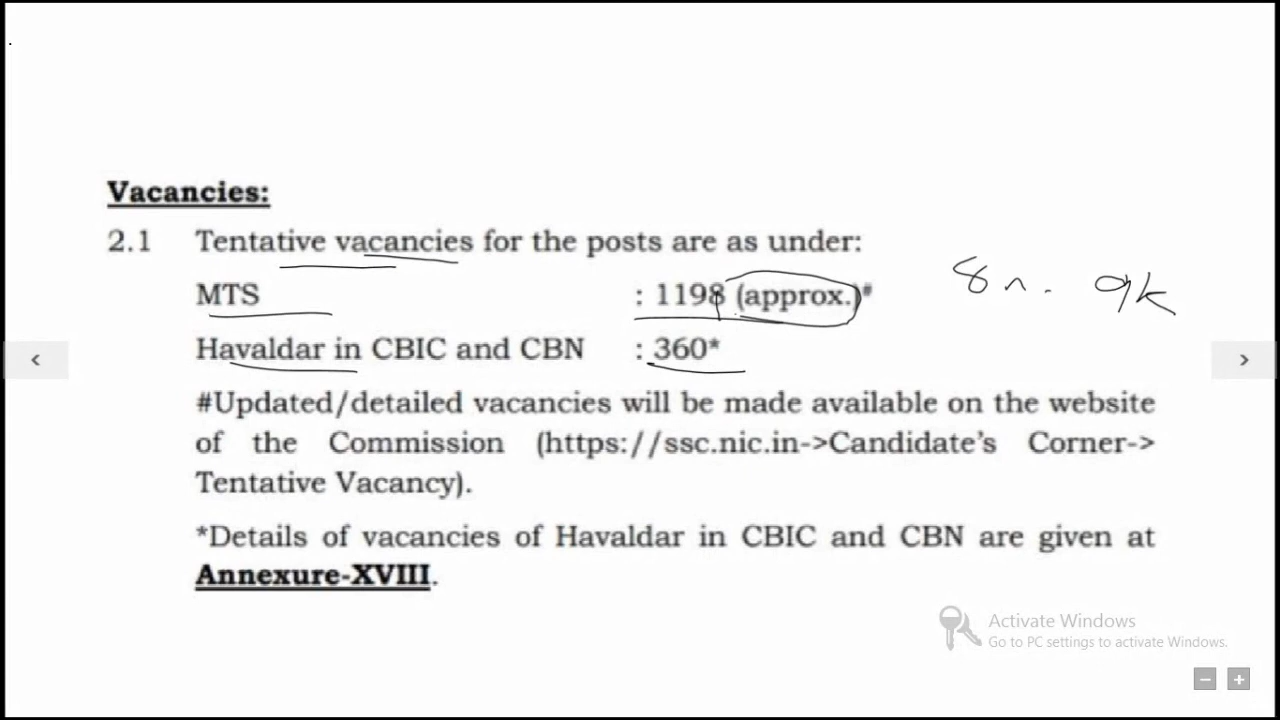 Vacancies:
2.1 Tentative vacancies for the posts are as under:
MTS : 1198 (approx.)#
Havaldar in CBIC and CBN : 360*
#Updated/detailed vacancies will be made available on the website
of the Commission (https://ssc.nic.in->Candidate's Corner->
Tentative Vacancy).
*Details of vacancies of Havaldar in CBIC and CBN are given at
Annexure-XVIII.
Activate Windows
Go to PC settings to activate Windows.